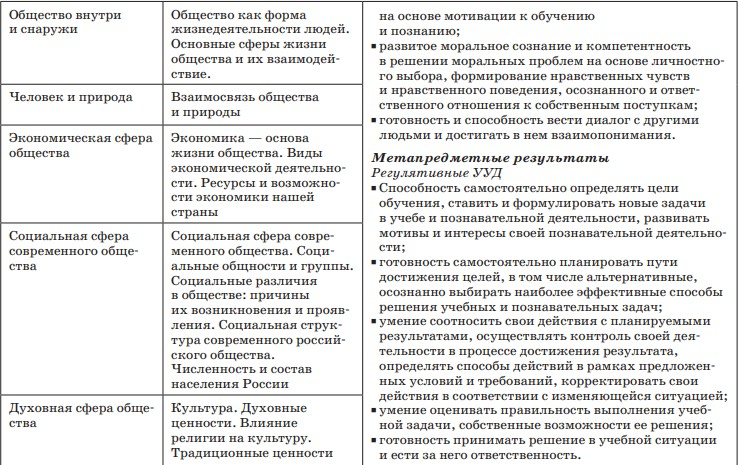 Общество внутри
и снаружи
Общество как форма
жизнедеятельности людей.
Основные сферы жизни
общества и их взаимодей-
ствие.
Человек и природа
Взаимосвязь общества
и природы
Экономическая сфера
общества
Экономика — основа
жизни общества. Виды
экономической деятельно-
сти. Ресурсы и возможно-
сти экономики нашей
страны
Социальная сфера
современного обще-
ства
Социальная сфера совре-
менного общества. Соци-
альные общности и группы.
Социальные различия
в обществе: причины
их возникновения и прояв-
ления. Социальная струк-
тура современного россий-
ского общества.
Численность и состав
населения России
Духовная сфера обще-
ства
Культура. Духовные
ценности. Влияние
религии на культуру.
Традиционные ценности
на основе мотивации к обучению
и познанию;
▪ развитое моральное сознание и компетентность
в решении моральных проблем на основе личностно-
го выбора, формирование нравственных чувств
и нравственного поведения, осознанного и ответ-
ственного отношения к собственным поступкам;
▪ готовность и способность вести диалог с другими
людьми и достигать в нем взаимопонимания.
Метапредметные результаты
Регулятивные УУД
▪ Способность самостоятельно определять цели
обучения, ставить и формулировать новые задачи
в учебе и познавательной деятельности, развивать
мотивы и интересы своей познавательной деятельно-
сти;
▪ готовность самостоятельно планировать пути
достижения целей, в том числе альтернативные,
осознанно выбирать наиболее эффективные способы
решения учебных и познавательных задач;
▪ умение соотносить свои действия с планируемыми
результатами, осуществлять контроль своей дея-
тельности в процессе достижения результата,
определять способы действий в рамках предложен-
ных условий и требований, корректировать свои
действия в соответствии с изменяющейся ситуацией;
▪ умение оценивать правильность выполнения учеб-
ной задачи, собственные возможности ее решения;
▪ готовность принимать решение в учебной ситуации
и ести за него ответственность.